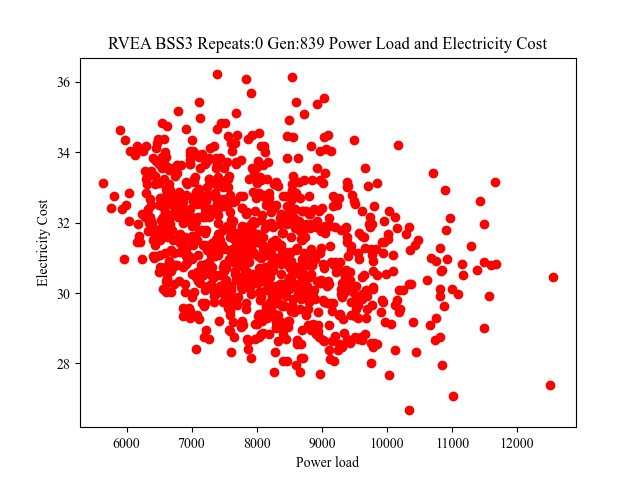 RVEA BSS3 Repeats:0 Gen:839 Power Load and Electricity Cost
36
34
32
30
28
Electricity Cost
6000 7000 8000 9000 10000 11000 12000
Power load